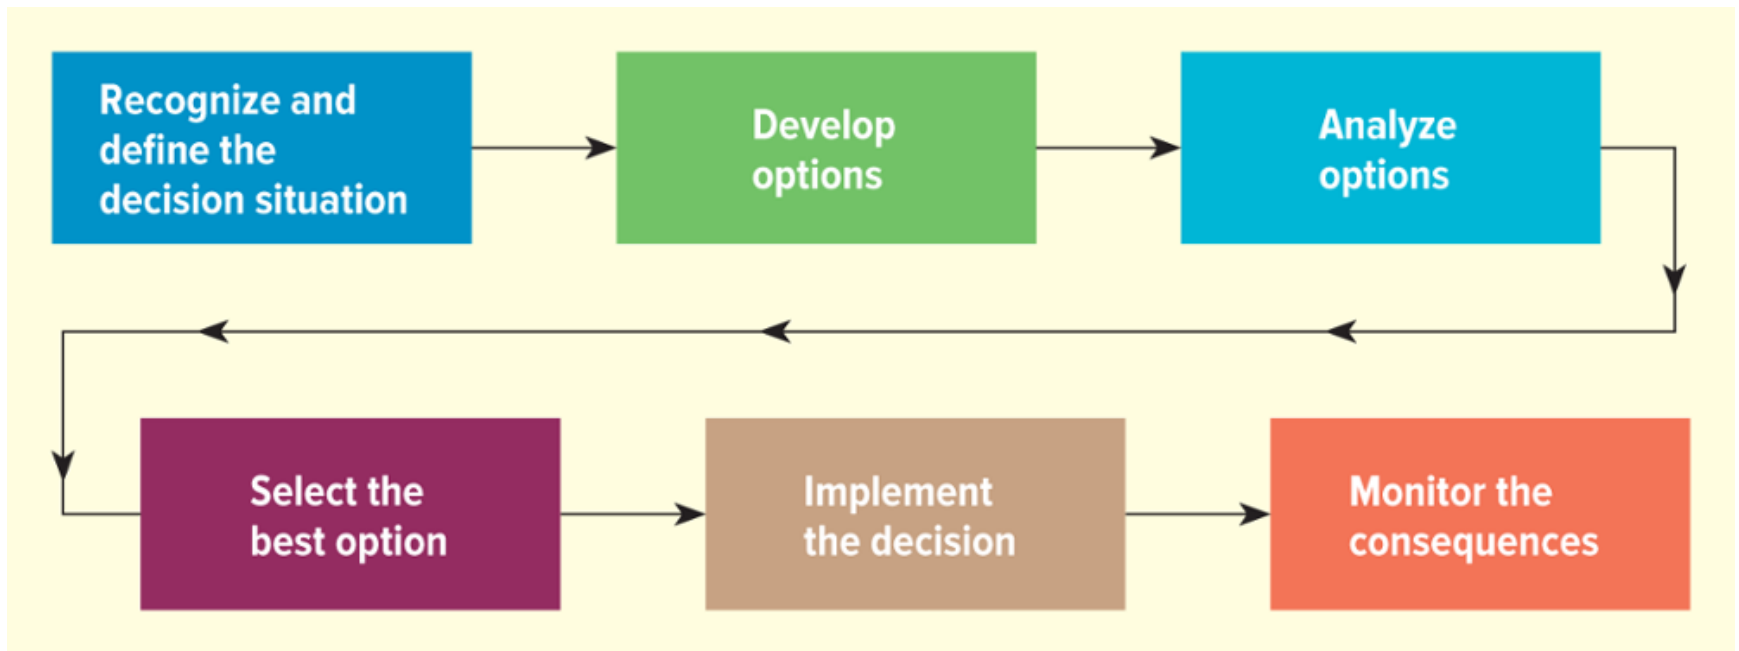 Recognize and
define the
decision situation
Develop
options
Analyze
options
Select the
best option
Implement
the decision
Monitor the
consequences